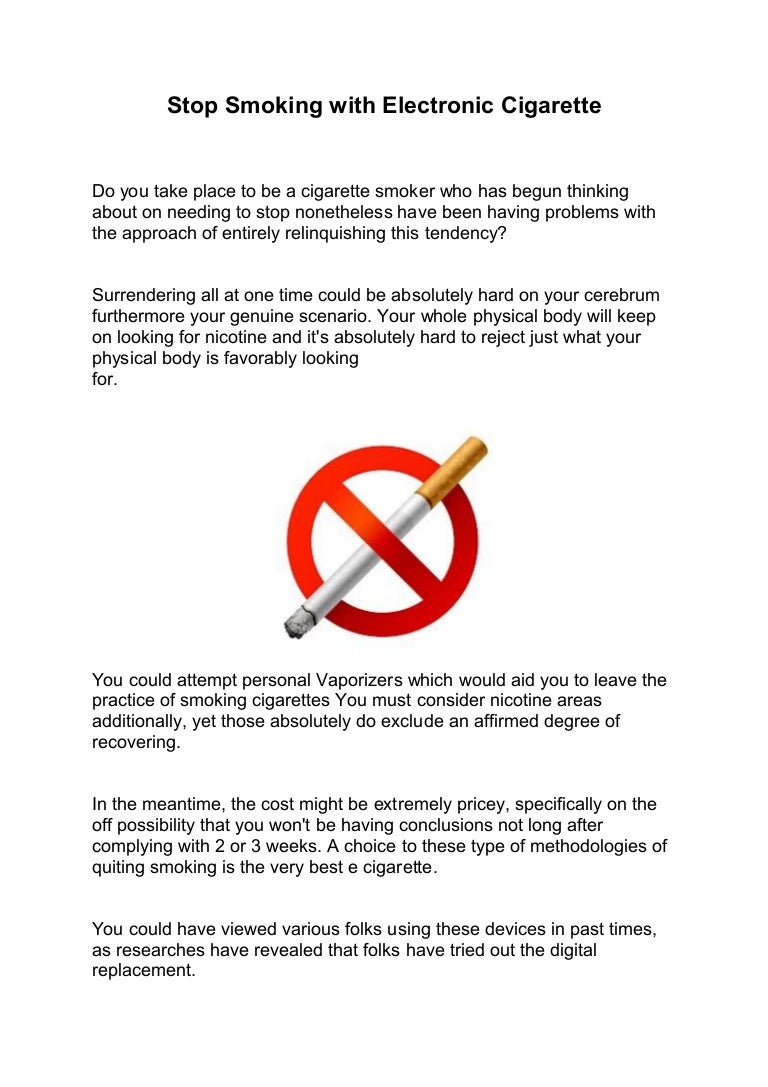 Stop Smoking with Electronic Cigarette
Do you take place to be a cigarette smoker who has begun thinking
about on needing to stop nonetheless have been having problems with
the approach of entirely relinquishing this tendency?
Surrendering all at one time could be absolutely hard on your cerebrum
furthermore your genuine scenario. Your whole physical body will keep
on looking for nicotine and it's absolutely hard to reject just what your
physical body is favorably looking
for.
You could attempt personal Vaporizers which would aid you to leave the
practice of smoking cigarettes You must consider nicotine areas
additionally, yet those absolutely do exclude an affirmed degree of
recovering.
In the meantime, the cost might be extremely pricey, specifically on the
off possibility that you won't be having conclusions not long after
complying with 2 or 3 weeks. A choice to these type of methodologies of
quiting smoking is the very best e cigarette.
You could have viewed various folks using these devices in past times,
as researches have revealed that folks have tried out the digital
replacement.